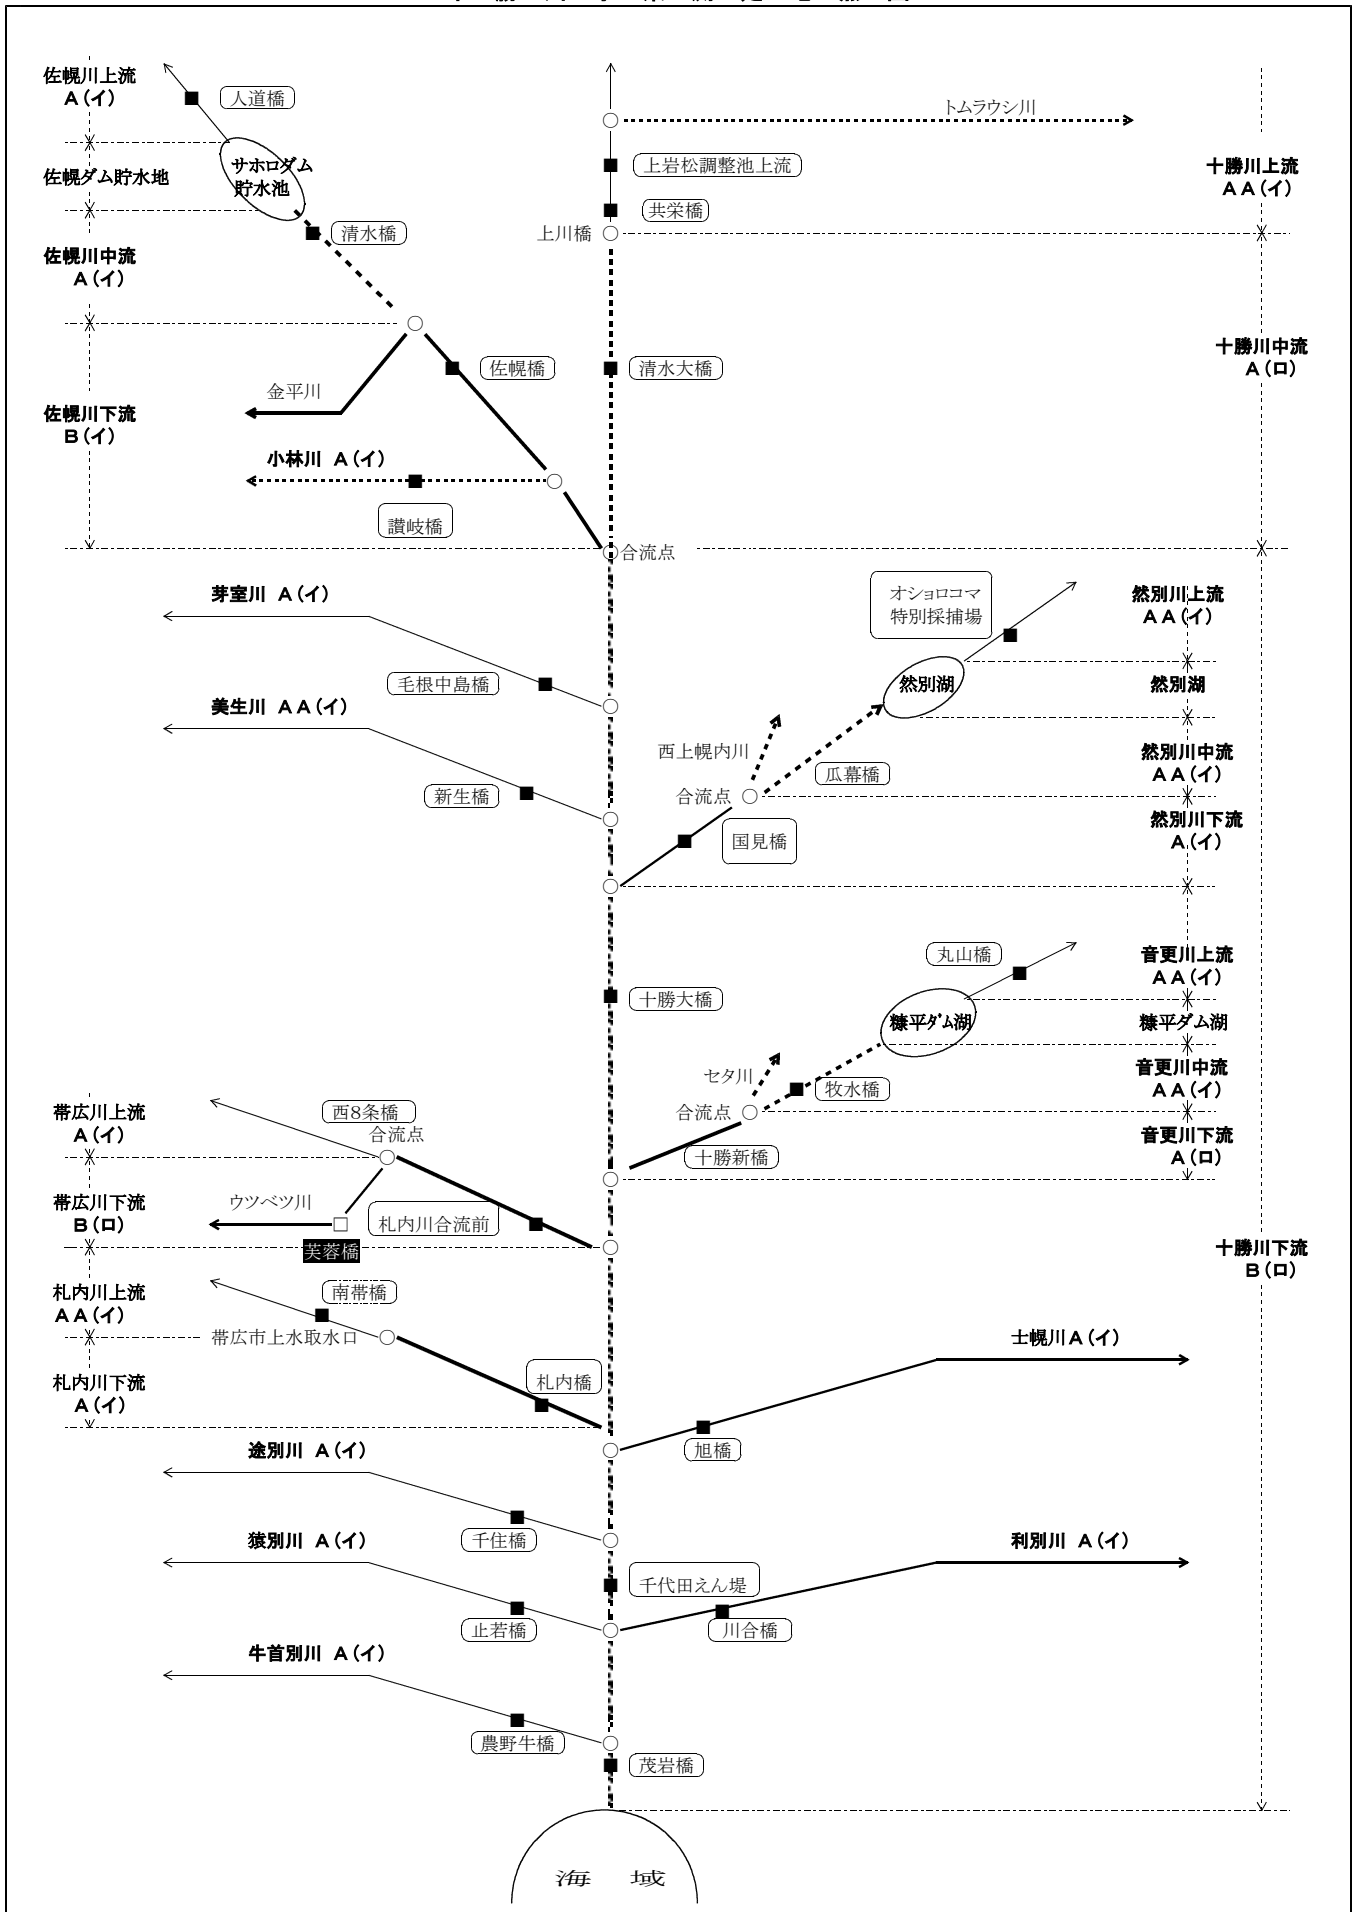 佐幌川上流
A(イ)
人道橋
トムラウシ川
サホロダム
貯水池
佐幌ダム貯水地
上岩松調整池上流
十勝川上流
AA(イ)
共栄橋
清水橋
上川橋
佐幌川中流
A(イ)
佐幌橋
清水大橋
十勝川中流
A(ロ)
金平川
佐幌川下流
B(イ)
小林川 A(イ)
讃岐橋
合流点
芽室川 A(イ)
オショロコマ
特別採捕場
然別川上流
AA(イ)
毛根中島橋
然別湖
然別湖
美生川 AA(イ)
西上幌内川
然別川中流
AA(イ)
瓜幕橋
新生橋
合流点
然別川下流
A(イ)
国見橋
丸山橋
音更川上流
AA(イ)
十勝大橋
糠平ダム湖
糠平ダム湖
セタ川
音更川中流
AA(イ)
牧水橋
帯広川上流
A(イ)
西8条橋
合流点
合流点
音更川下流
A(ロ)
十勝新橋
帯広川下流
B(ロ)
ウツベツ川
札内川合流前
芙蓉橋
十勝川下流
B(ロ)
札内川上流
AA(イ)
南帯橋
帯広市上水取水口
士幌川A(イ)
札内川下流
A(イ)
札内橋
途別川 A(イ)
旭橋
千住橋
猿別川 A(イ)
利別川 A(イ)
千代田えん堤
止若橋
川合橋
牛首別川 A(イ)
農野牛橋
茂岩橋
海 域